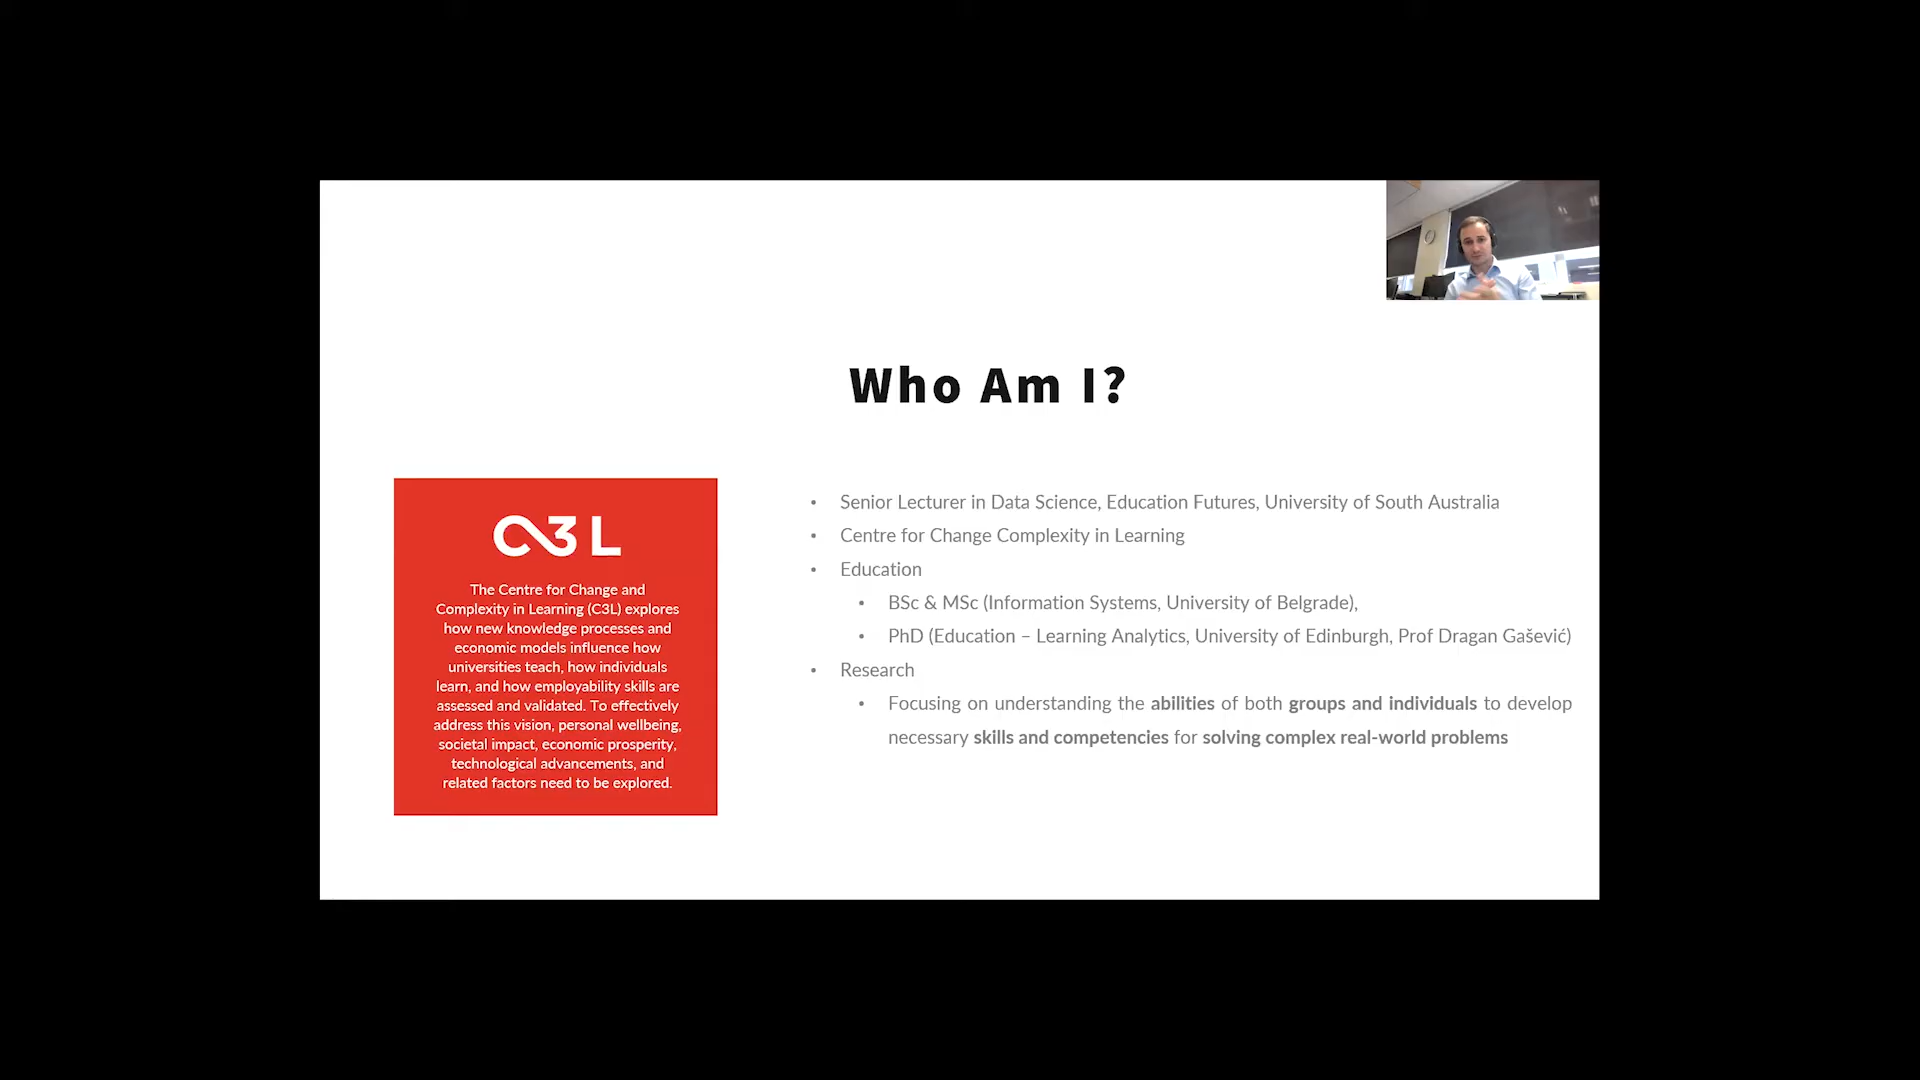 Who Am I?
C3L
The Centre for Change and
Complexity in Learning (C3L) explores
how new knowledge processes and
economic models influence how
universities teach, how individuals
learn, and how employability skills are
assessed and validated. To effectively
address this vision, personal wellbeing,
societal impact, economic prosperity,
technological advancements, and
related factors need to be explored.
• Senior Lecturer in Data Science, Education Futures, University of South Australia
• Centre for Change Complexity in Learning
• Education
• BSc & MSc (Information Systems, University of Belgrade),
• PhD (Education – Learning Analytics, University of Edinburgh, Prof Dragan Gašević)
• Research
• Focusing on understanding the abilities of both groups and individuals to develop
necessary skills and competencies for solving complex real-world problems